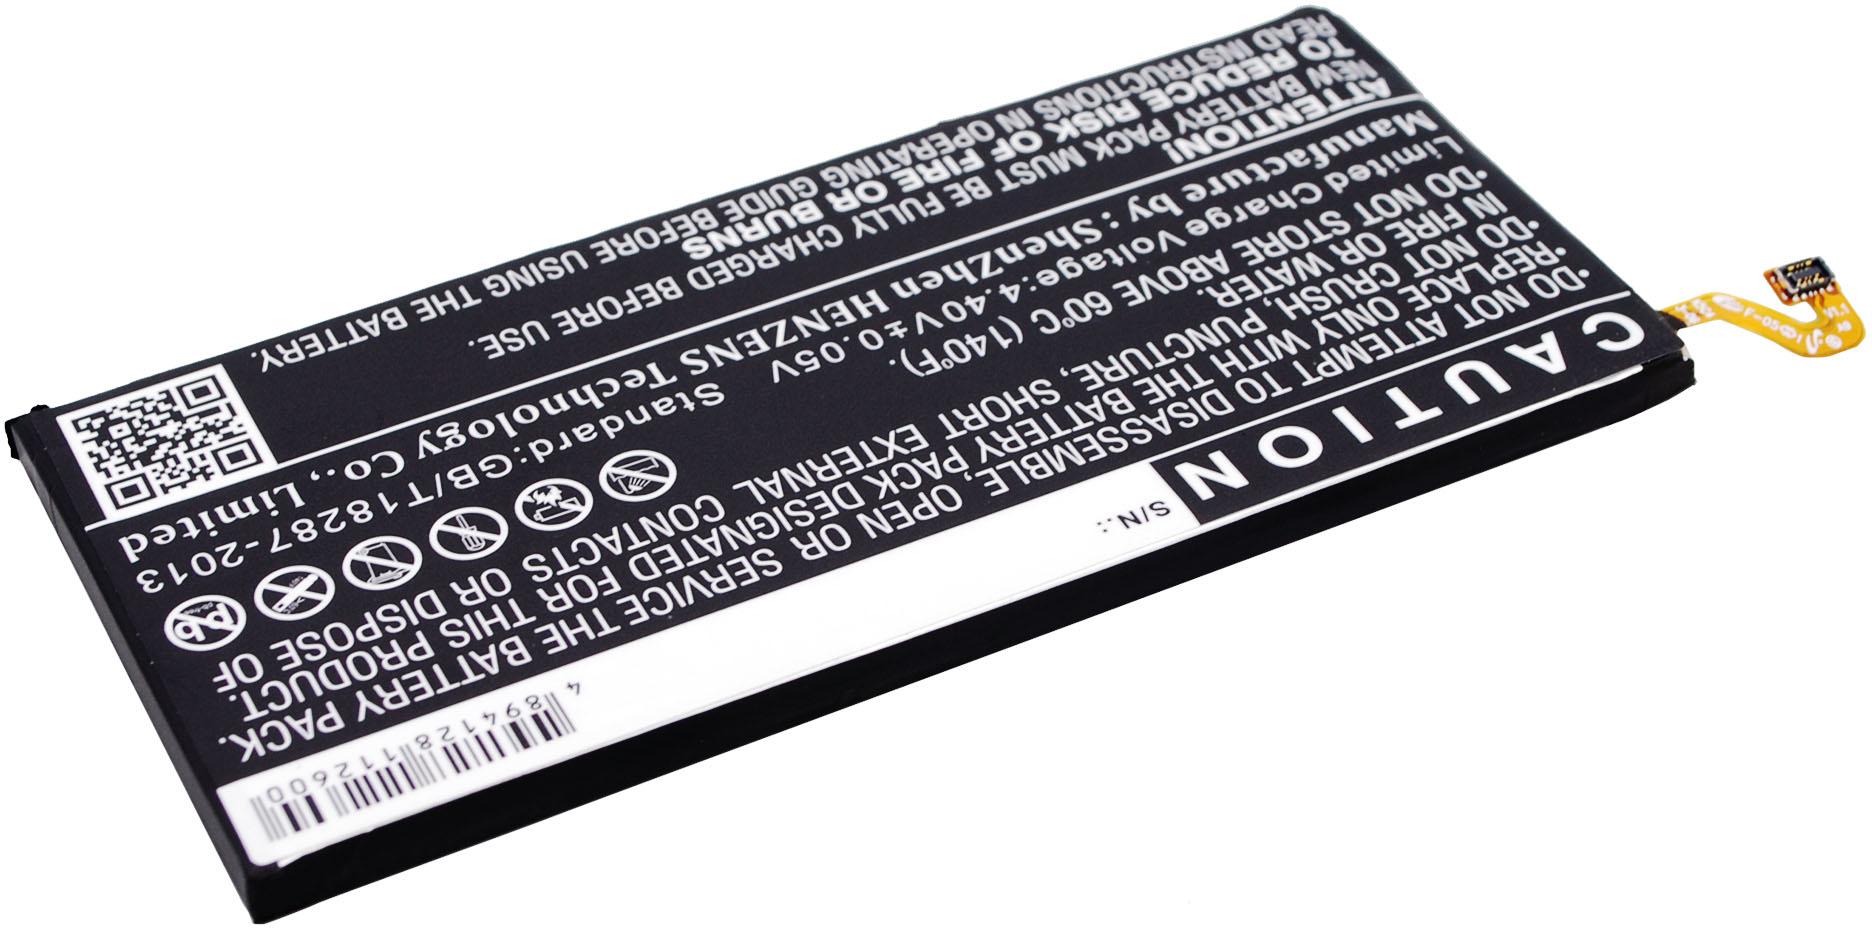 CAUTION
S/N.:
4 894128 112600
•DO NOT ATTEMPT TO DISASSEMBLE, OPEN OR SERVICE THE BATTERY PACK.
•REPLACE ONLY WITH THE BATTERY PACK DESIGNATED FOR THIS PRODUCT.
•DO NOT CRUSH, PUNCTURE, SHORT EXTERNAL CONTACTS OR DISPOSE OF
IN FIRE OR WATER.
•DO NOT STORE ABOVE 60ºC (140ºF).
Limited Charge Voltage:4.40V±0.05V
Standard:GB/T18287-2013
Manufacture by : ShenZhen HENZENS Technology Co., Limited
ATTENTION!
NEW BATTERY PACK MUST BE FULLY CHARGED BEFORE USE.
TO REDUCE RISK OF FIRE OR BURNS
READ INSTRUCTIONS IN OPERATING GUIDE BEFORE USING THE BATTERY.
pb